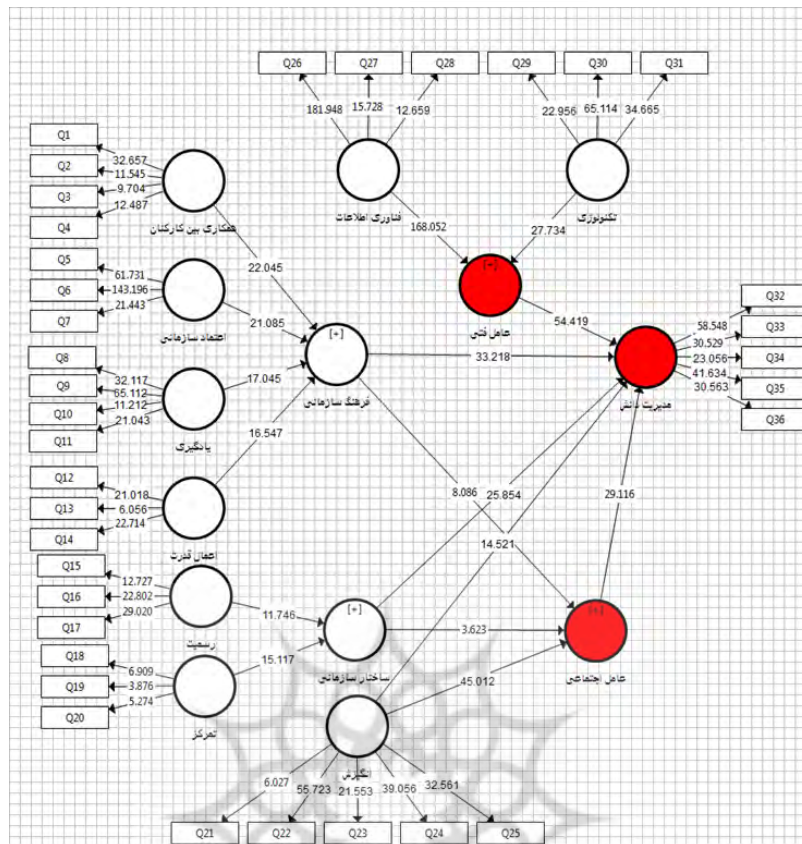 Q26 Q27 Q28 Q29 Q30 Q31
181.948 15.728 12.659 22.956 65.114 34.665
Q1
Q2
Q3
Q4
32.657
11.545
9.704
12.487
همکاری بین کارکنان
فناوری اطلاعات
تکنولوژی
168.052
27.734
22.045
Q5
Q6
Q7
61.731
143.196
21.443
اعتماد سازمانی
21.085
[+]
عامل فنی
54.419
[+]
فرهنگ سازمانی
33.218
مدیریت دانش
58.548
30.529
23.056
41.634
30.563
Q32
Q33
Q34
Q35
Q36
Q8
Q9
Q10
Q11
32.117
65.112
11.212
21.043
یادگیری
17.045
16.547
Q12
Q13
Q14
21.018
6.056
22.714
اعمال قدرت
8.086
25.854
14.521
29.116
Q15
Q16
Q17
12.727
22.802
29.020
رسمیت
11.746
[+]
ساختار سازمانی
3.623
[+]
عامل اجتماعی
Q18
Q19
Q20
6.909
3.876
5.274
تمرکز
15.117
45.012
انگیزش
6.027
55.723
21.553
39.056
32.561
Q21 Q22 Q23 Q24 Q25